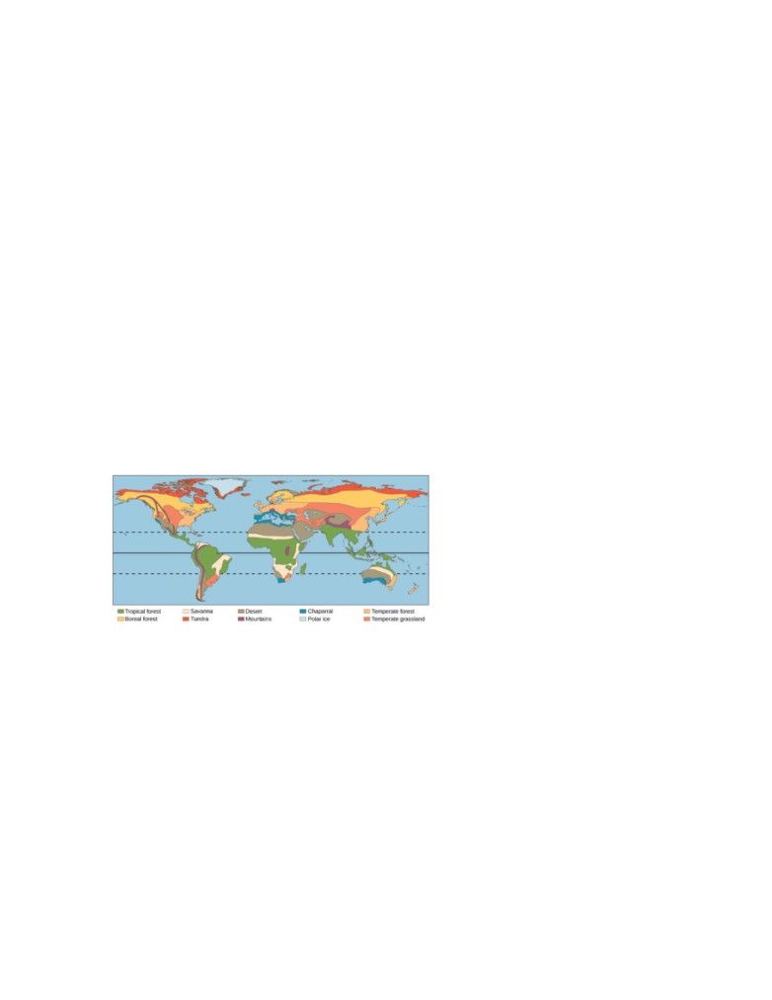 Tropical forest Savanna Desert Chaparral Temperate forest
Boreal forest Tundra Mountains Polar ice Temperate grassland